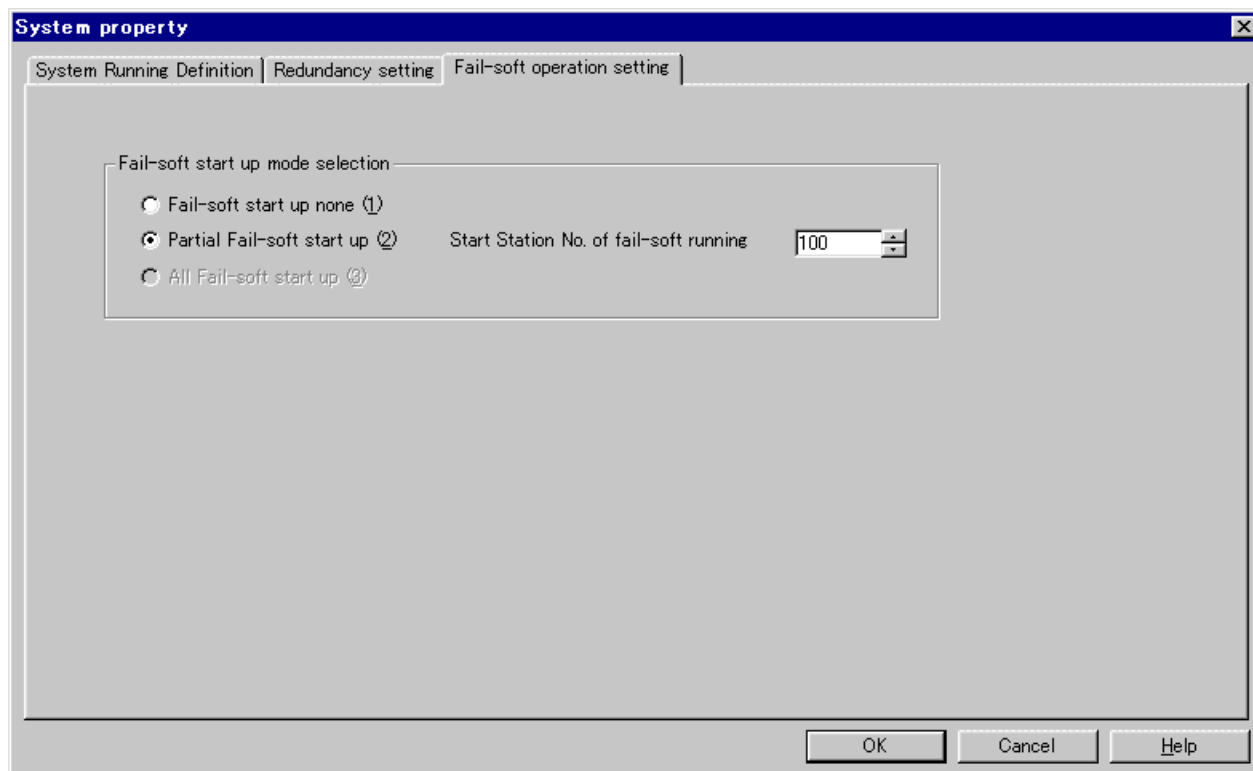 System property
System Running Definition Redundancy setting Fail-soft operation setting
Fail-soft start up mode selection
Fail-soft start up none (1)
Partial Fail-soft start up (2) Start Station No. of fail-soft running 100
All Fail-soft start up (3)
OK Cancel Help